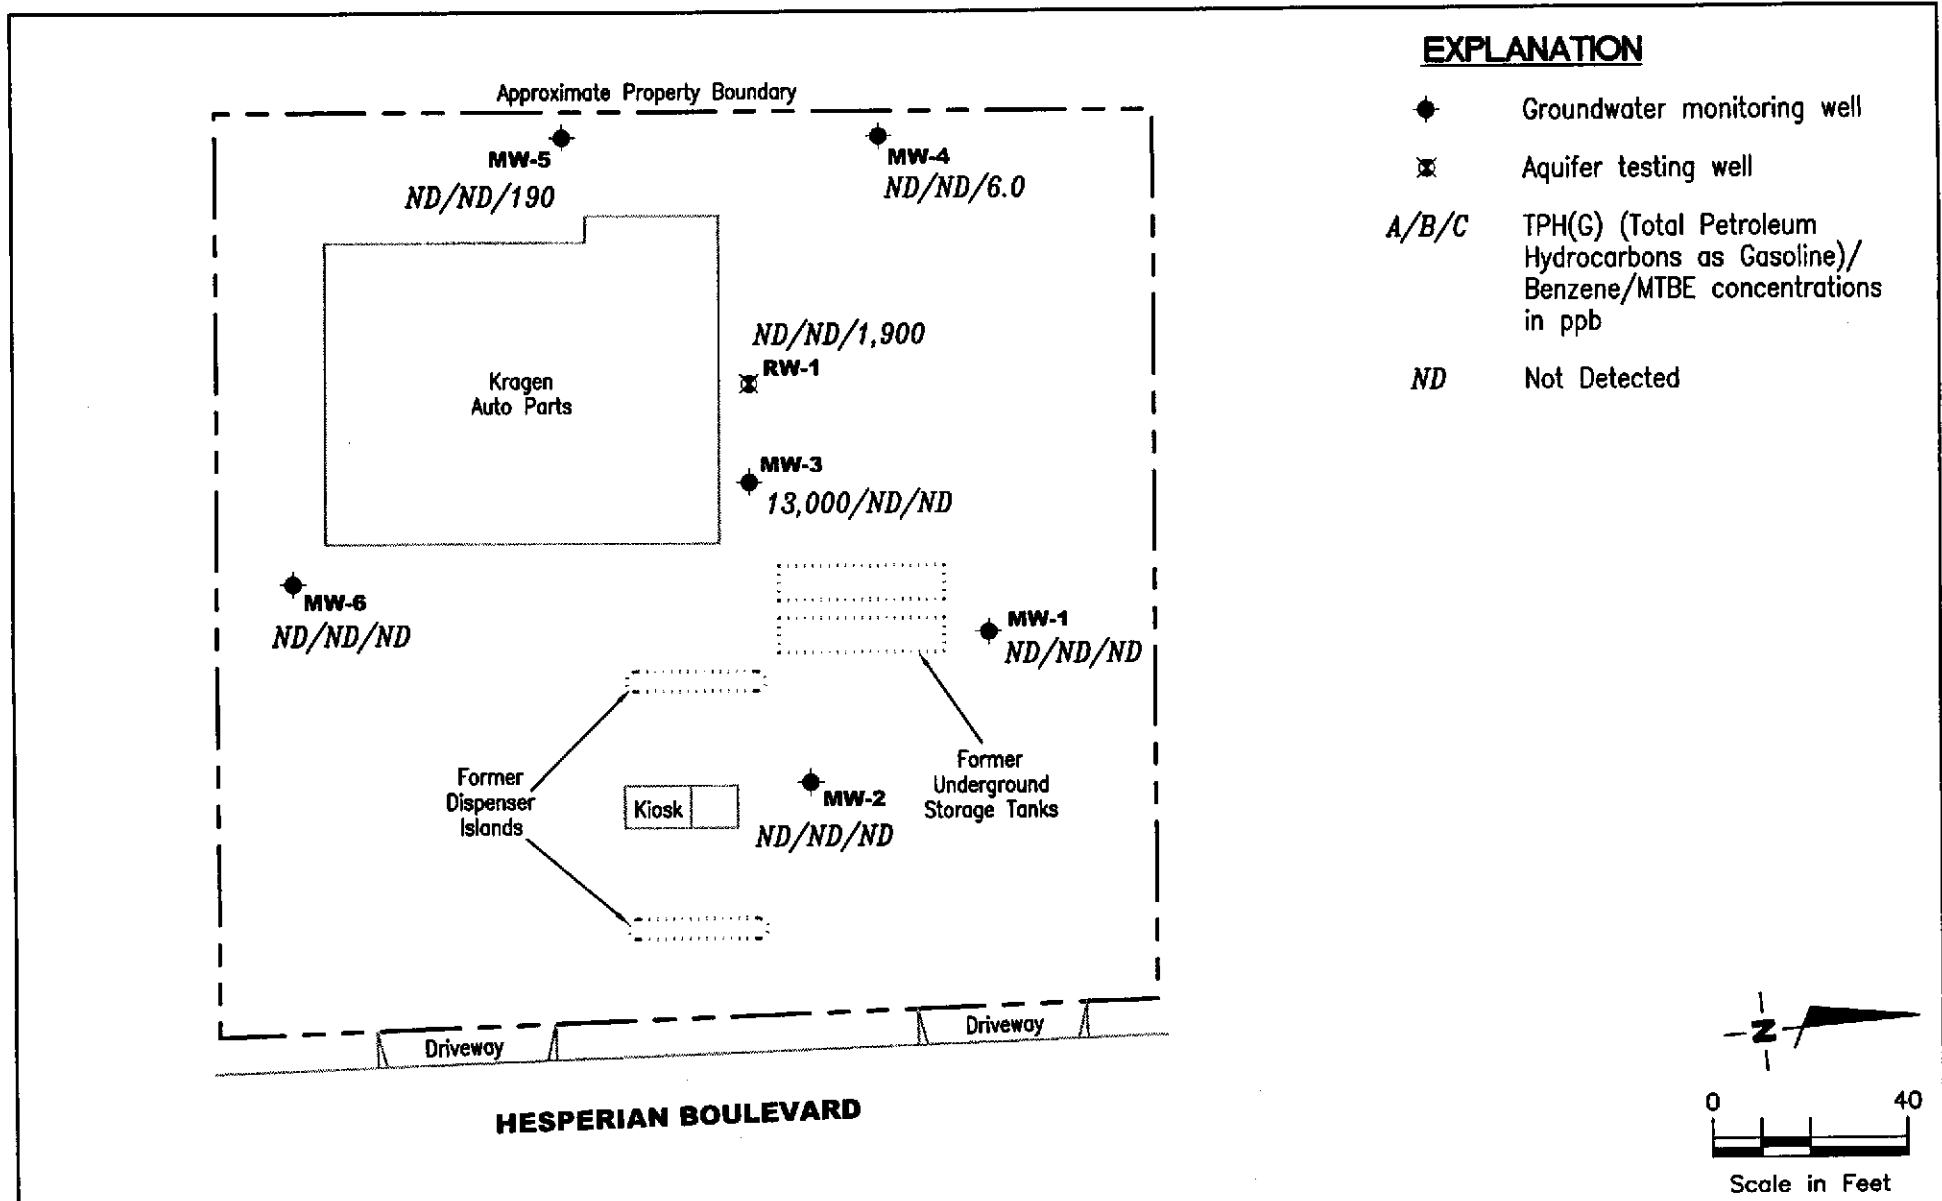 EXPLANATION
Groundwater monitoring well
Aquifer testing well
A/B/C TPH(G) (Total Petroleum
Hydrocarbons as Gasoline)/
Benzene/MTBE concentrations
in ppb
ND Not Detected
Approximate Property Boundary
MW-5
ND/ND/190
MW-4
ND/ND/6.0
ND/ND/1,900
RW-1
Kragen
Auto Parts
MW-3
13,000/ND/ND
MW-6
ND/ND/ND
MW-1
ND/ND/ND
Former
Dispenser
Islands
Kiosk
MW-2
ND/ND/ND
Former
Underground
Storage Tanks
Driveway
Driveway
HESPERIAN BOULEVARD
N
0 40
Scale in Feet